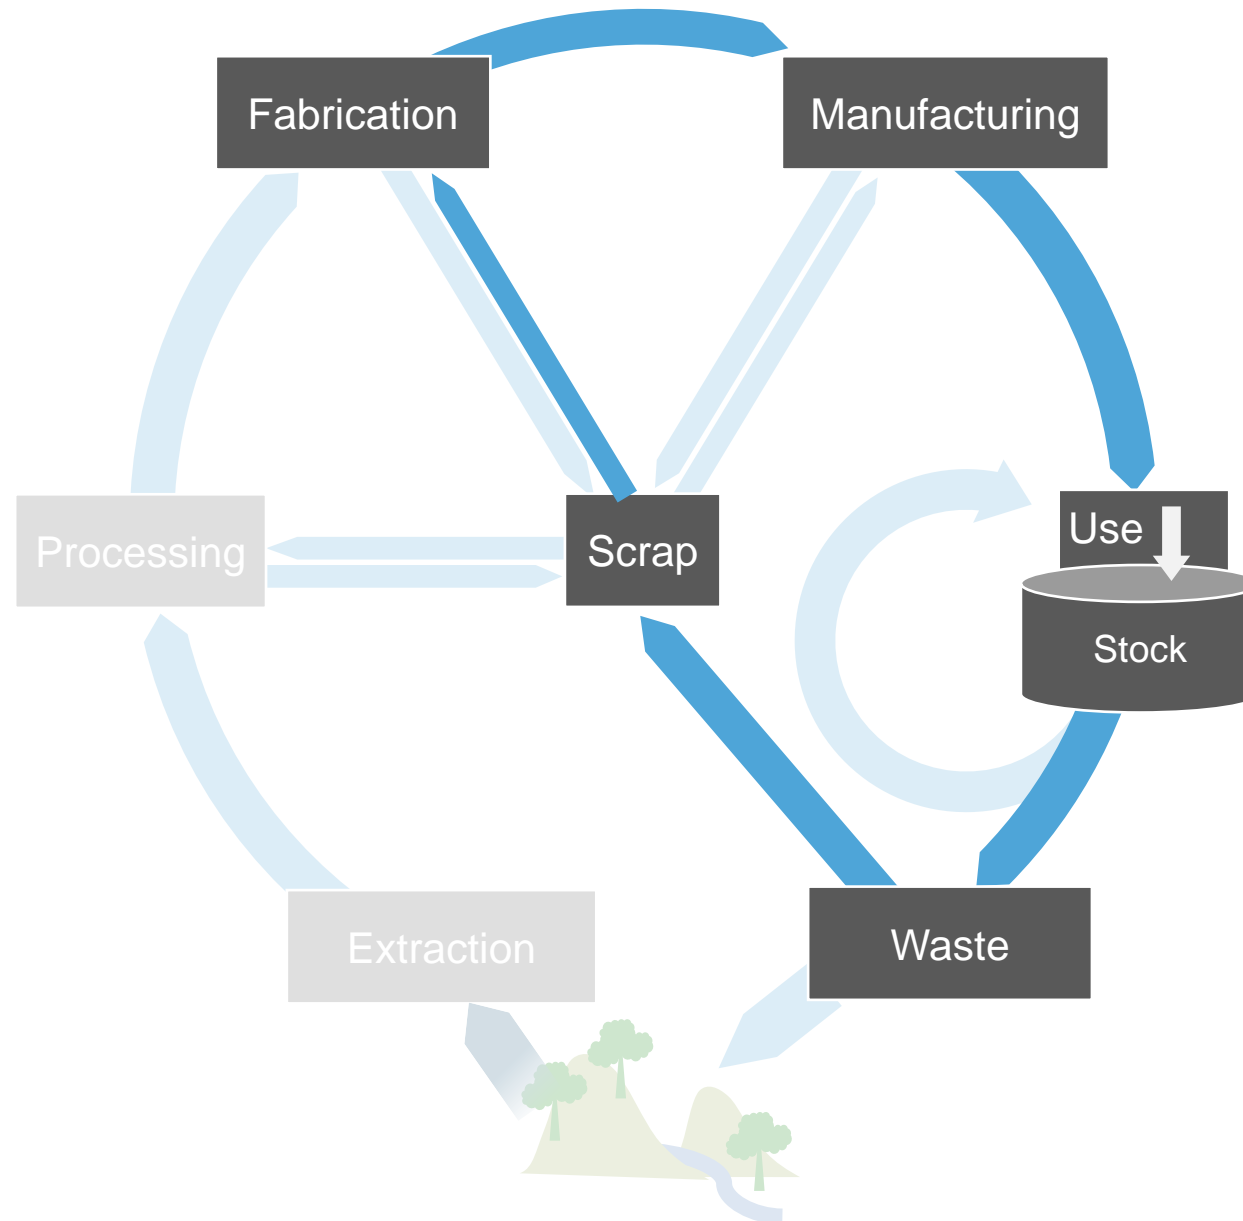 Fabrication
Manufacturing
Processing
Scrap
Use
Stock
Extraction
Waste